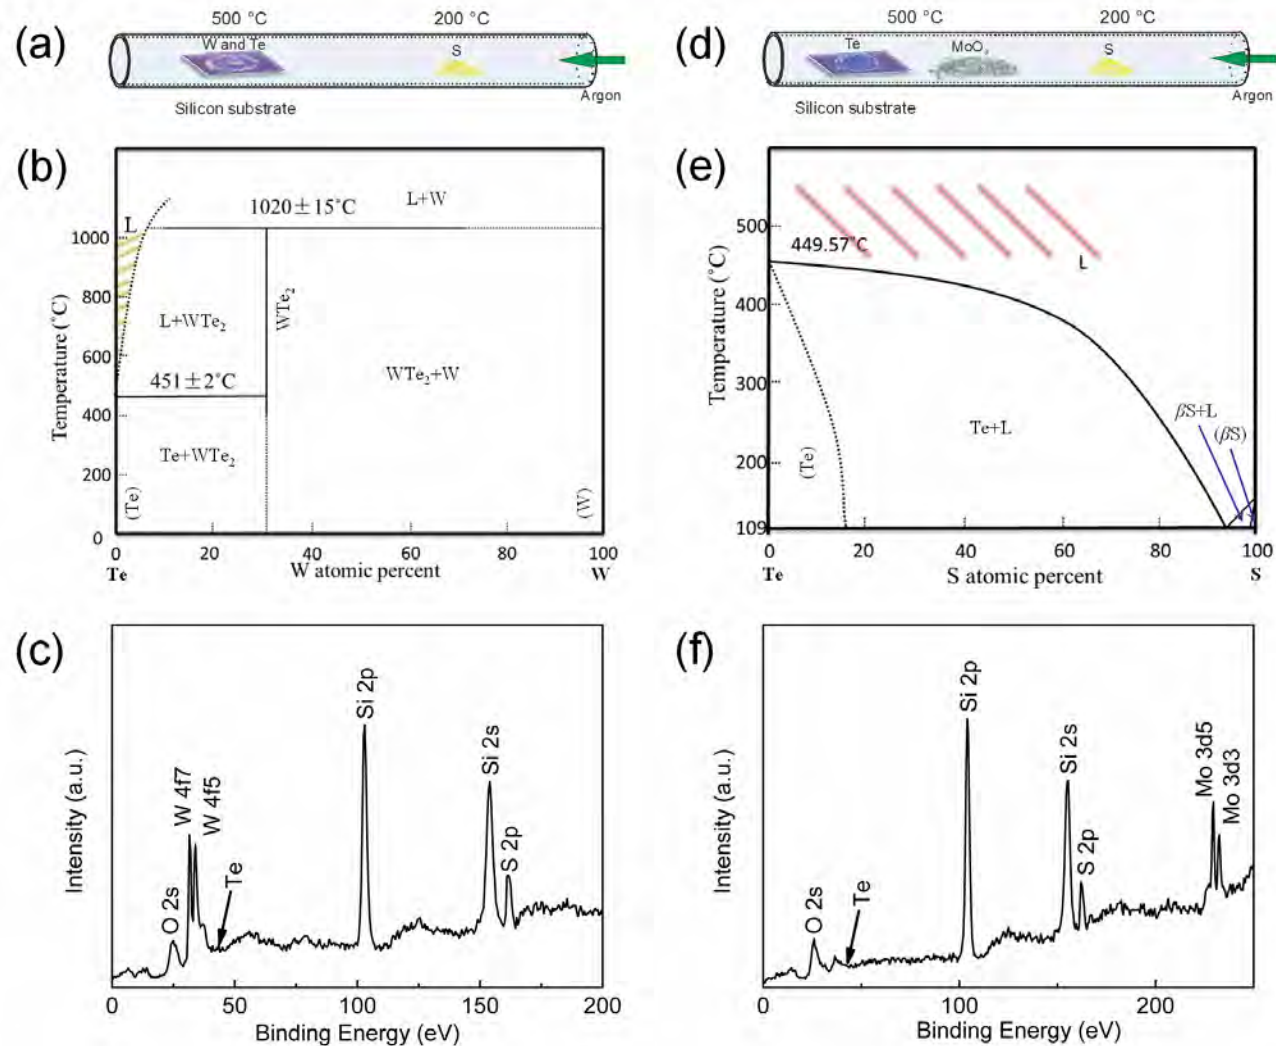 (a)
500 °C
200 °C
W and Te
S
Silicon substrate
Argon
(d)
500 °C
200 °C
Te
MoO
S
Silicon substrate
Argon
(b)
Temperature (°C)
1000
800
600
400
200
0
L
1020±15°C
L+W
L+WTe2
WTe2
WTe2+W
451±2°C
Te+WTe2
(Te)
(W)
0
20
40
60
80
100
Te
W atomic percent
W
(e)
Temperature (°C)
500
400
300
200
109
449.57°C
L
Te+L
(Te)
βS+L
(βS)
0
20
40
60
80
100
Te
S atomic percent
S
(c)
Intensity (a.u.)
O 2s
W 4f7
W 4f5
Te
Si 2p
Si 2s
S 2p
0
50
100
150
200
Binding Energy (eV)
(f)
Intensity (a.u.)
O 2s
Te
Si 2p
Si 2s
S 2p
Mo 3d5
Mo 3d3
0
100
200
Binding Energy (eV)